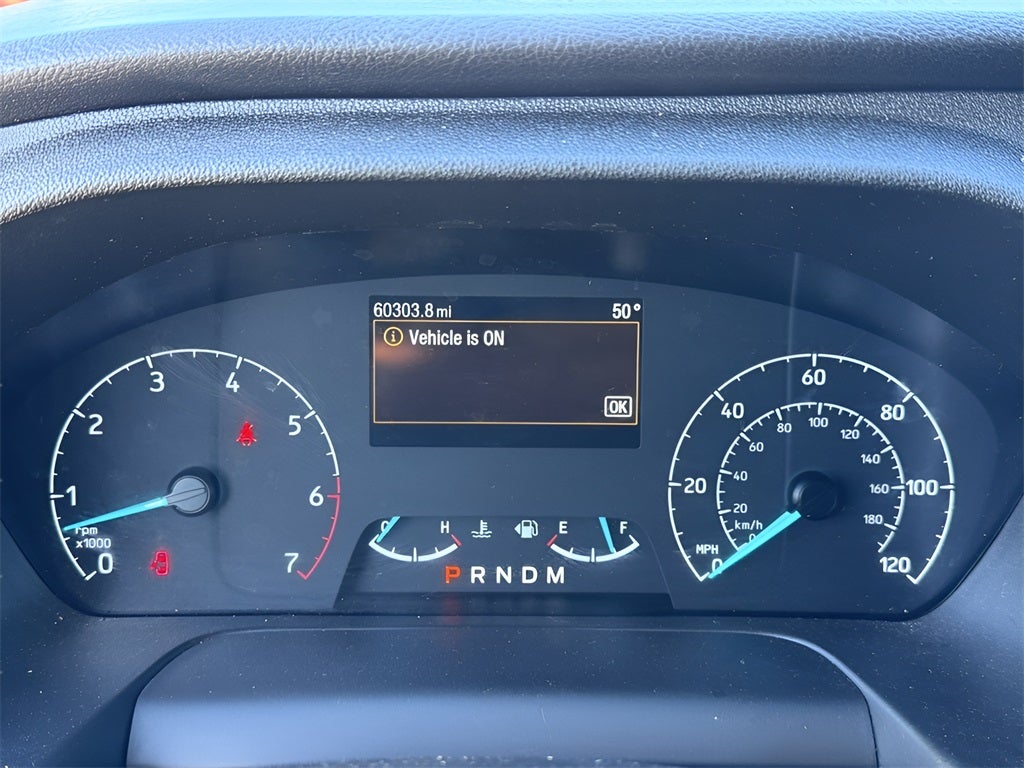 60303.8 mi 50°
i Vehicle is ON
OK
0 1 2 3 4 5 6 7
rpm
x1000
C H
E F
P R N D M
0 20 40 60 80 100 120
MPH
0 20 40 60 80 100 120 140 160 180
km/h